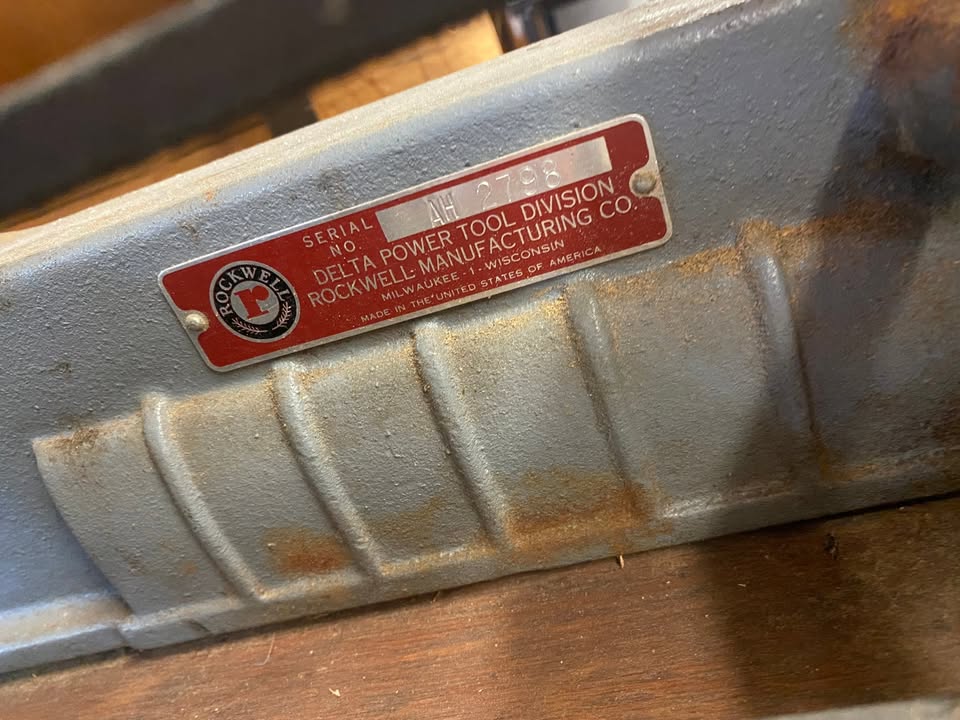 SERIAL
NO.
AH 2798
DELTA POWER TOOL DIVISION
ROCKWELL MANUFACTURING CO.
MILWAUKEE - 1 - WISCONSIN
MADE IN THE UNITED STATES OF AMERICA
ROCKWELL
r